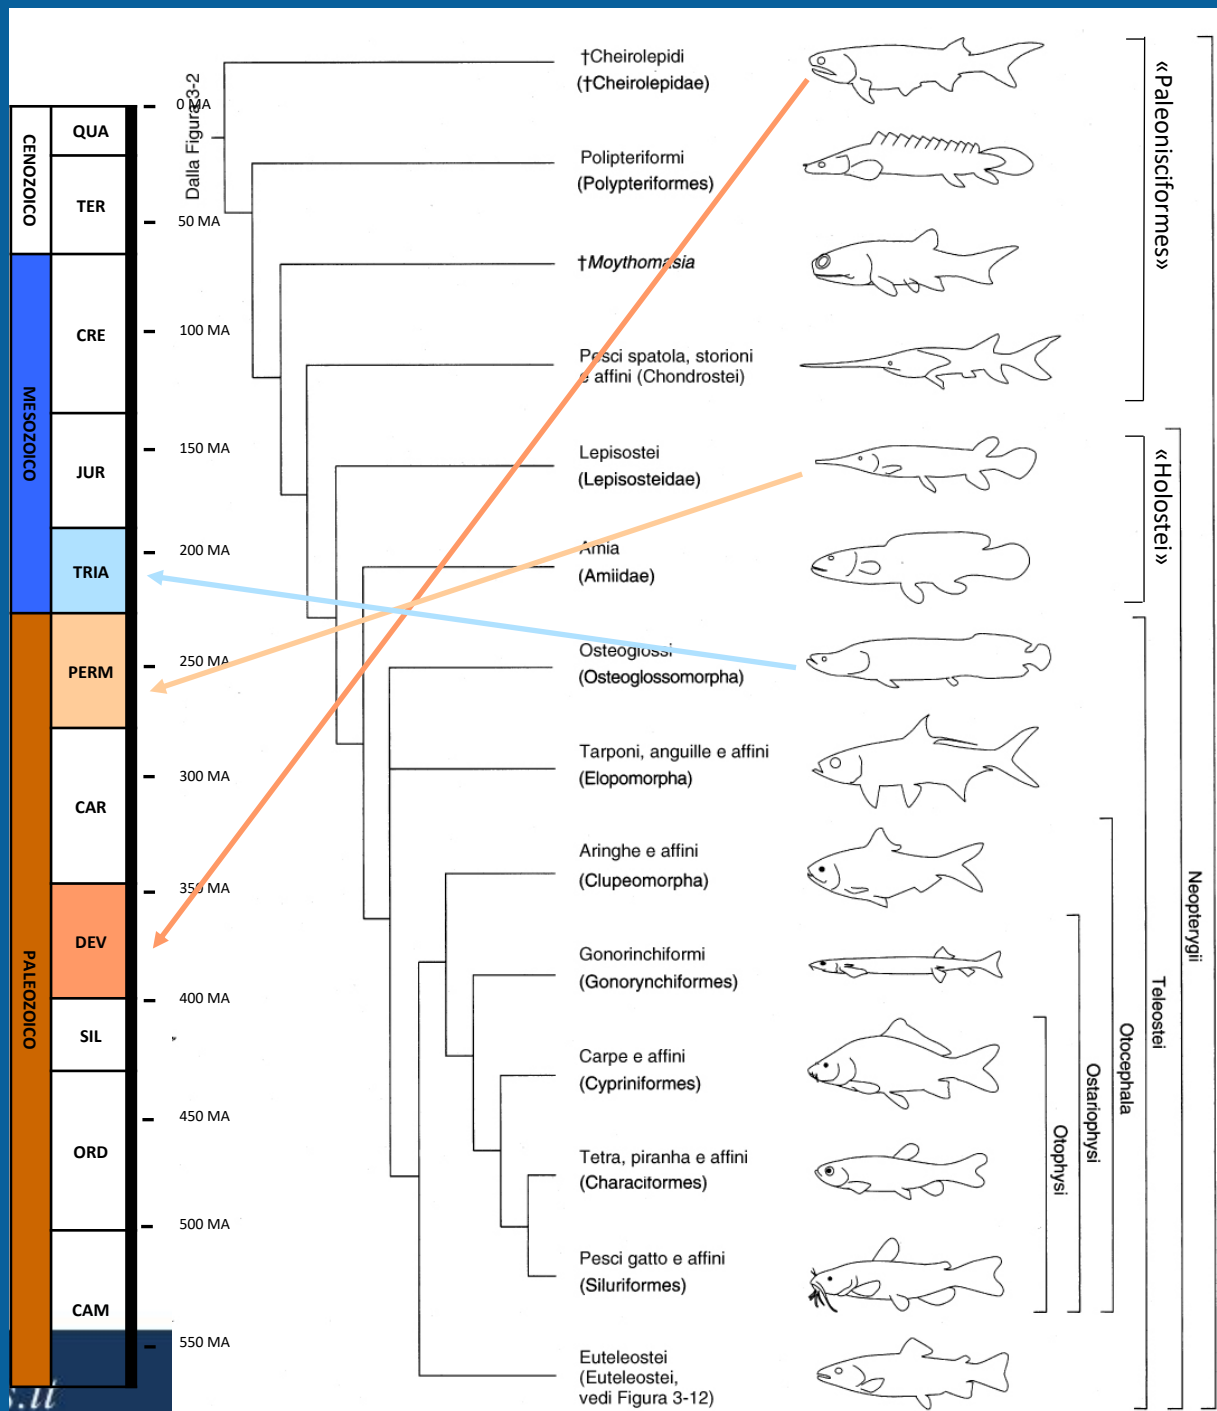 CENOZOICO
MESOZOICO
PALEOZOICO
QUA
TER
CRE
JUR
TRIA
PERM
CAR
DEV
SIL
ORD
CAM
0 MA
50 MA
100 MA
150 MA
200 MA
250 MA
300 MA
350 MA
400 MA
450 MA
500 MA
550 MA
Dalla Figura 3-2
†Cheirolepidi
(†Cheirolepidae)
Polipteriformi
(Polypteriformes)
†Moythomasia
Pesci spatola, storioni
e affini (Chondrostei)
Lepisostei
(Lepisosteidae)
Amia
(Amiidae)
Osteoglossi
(Osteoglossomorpha)
Tarponi, anguille e affini
(Elopomorpha)
Aringhe e affini
(Clupeomorpha)
Gonorinchiformi
(Gonorynchiformes)
Carpe e affini
(Cypriniformes)
Tetra, piranha e affini
(Characiformes)
Pesci gatto e affini
(Siluriformes)
Euteleostei
(Euteleostei,
vedi Figura 3-12)
«Paleonisciformes»
«Holostei»
Neopterygii
Teleostei
Otocephala
Ostariophysi
Otophysi
s.it